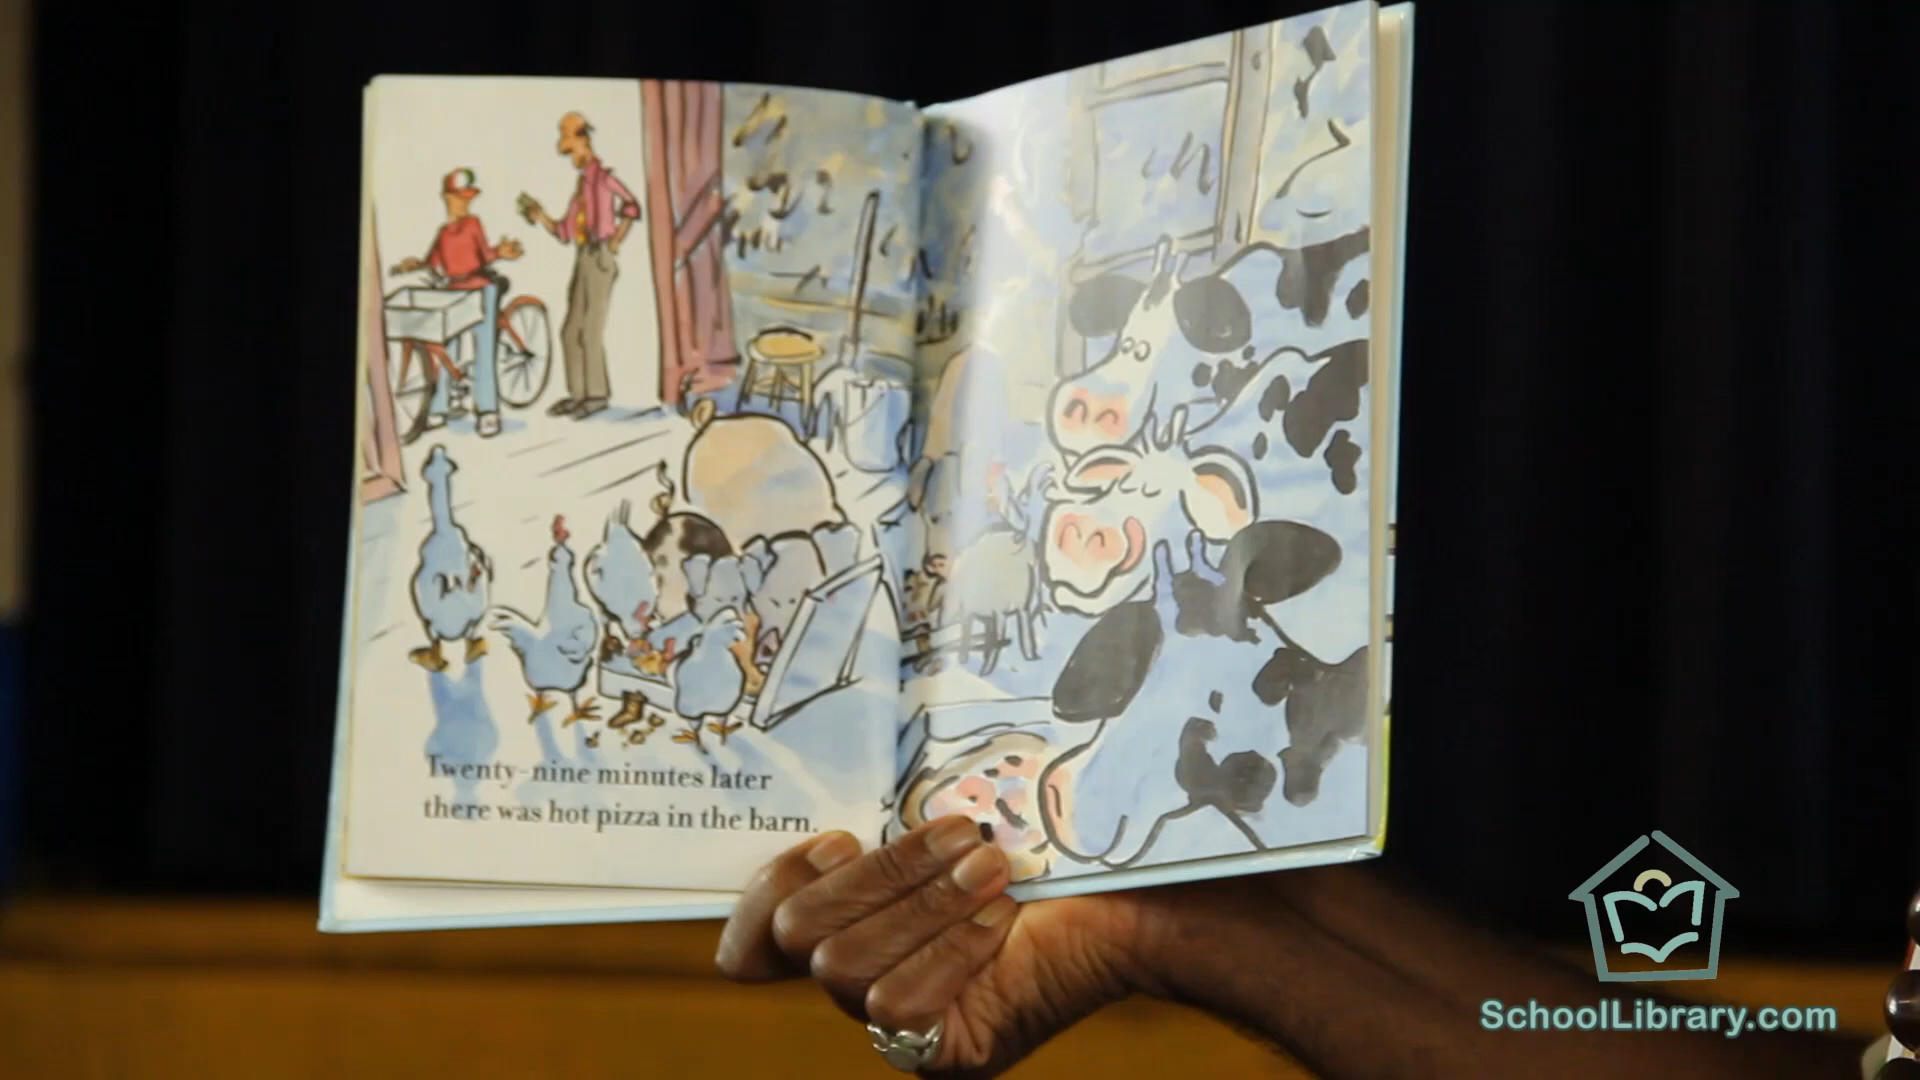 Twenty-nine minutes later
there was hot pizza in the barn.
SchoolLibrary.com